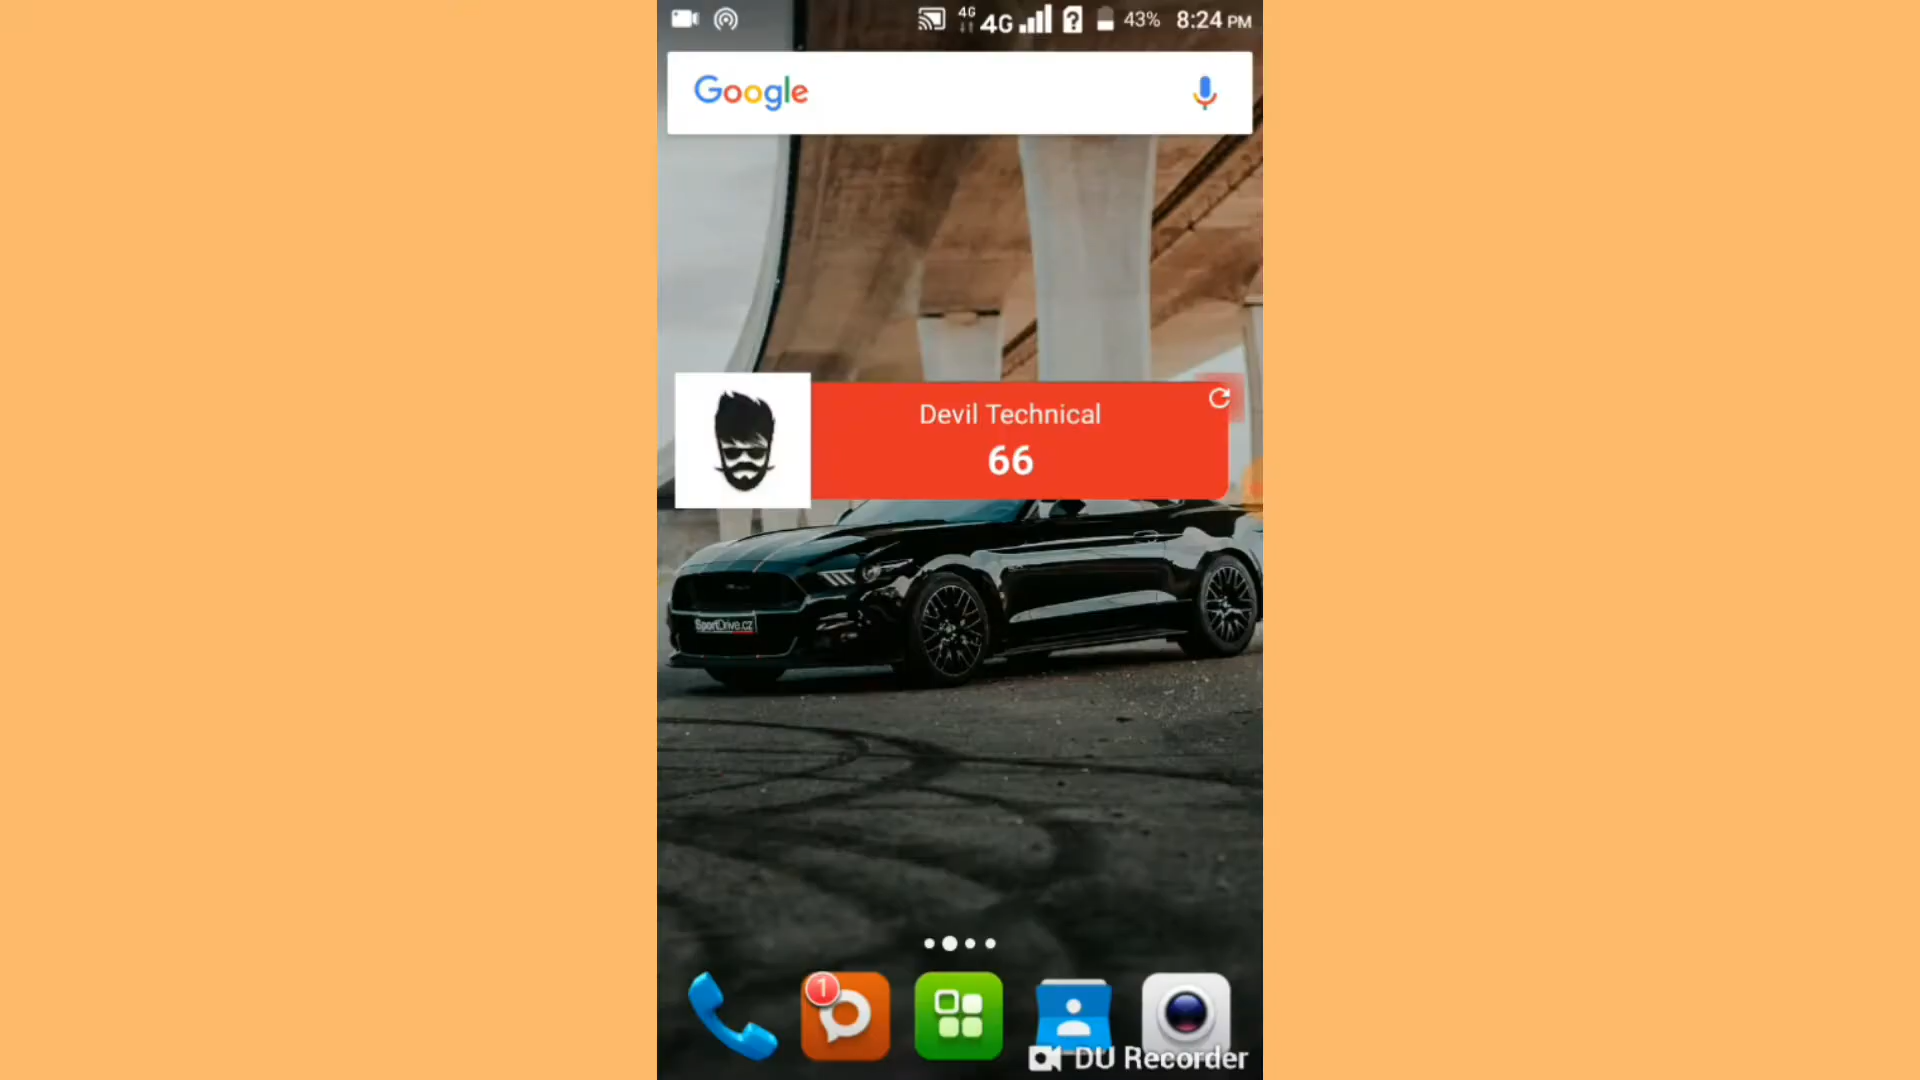 4G 4G 43% 8:24 PM
Google
Devil Technical
66
SportDrive.cz
1
DU Recorder